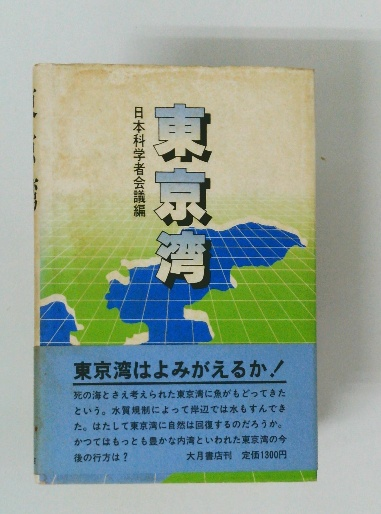 東京湾
日本科学者会議編
東京湾はよみがえるか!
死の海とさえ考えられた東京湾に魚がもどってきた
という。水質規制によって岸辺では水もすんでき
た。はたして東京湾に自然は回復するのだろうか。
かつてはもっとも豊かな内湾といわれた東京湾の今
後の行方は？
大月書店刊 定価1300円